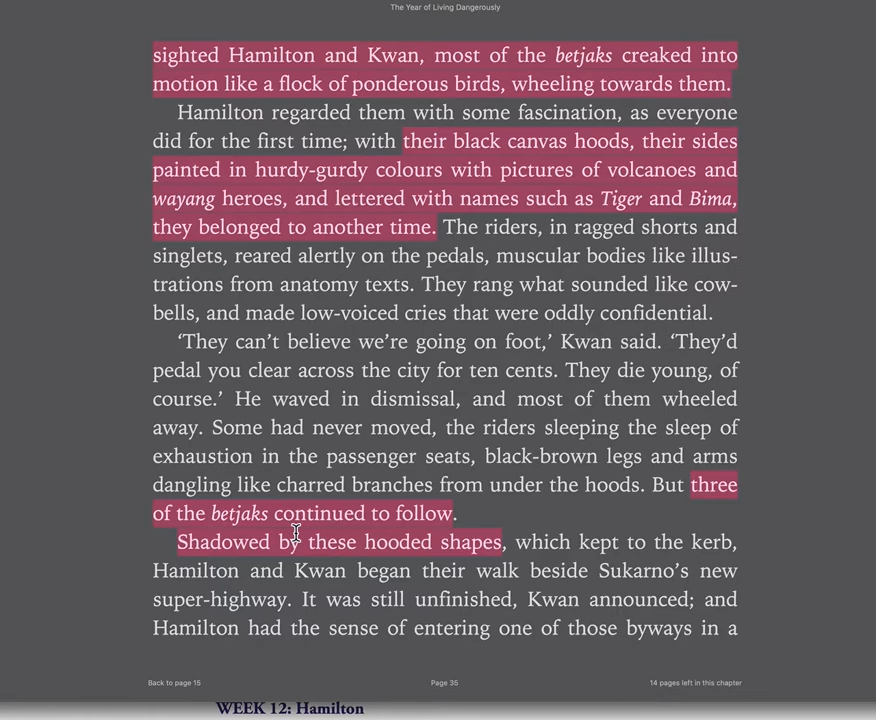 The Year of Living Dangerously
sighted Hamilton and Kwan, most of the betjaks creaked into
motion like a flock of ponderous birds, wheeling towards them.
Hamilton regarded them with some fascination, as everyone
did for the first time; with their black canvas hoods, their sides
painted in hurdy-gurdy colours with pictures of volcanoes and
wayang heroes, and lettered with names such as Tiger and Bima,
they belonged to another time. The riders, in ragged shorts and
singlets, reared alertly on the pedals, muscular bodies like illus-
trations from anatomy texts. They rang what sounded like cow-
bells, and made low-voiced cries that were oddly confidential.
‘They can’t believe we’re going on foot,’ Kwan said. ‘They’d
pedal you clear across the city for ten cents. They die young, of
course.’ He waved in dismissal, and most of them wheeled
away. Some had never moved, the riders sleeping the sleep of
exhaustion in the passenger seats, black-brown legs and arms
dangling like charred branches from under the hoods. But three
of the betjaks continued to follow.
Shadowed by these hooded shapes, which kept to the kerb,
Hamilton and Kwan began their walk beside Sukarno’s new
super-highway. It was still unfinished, Kwan announced; and
Hamilton had the sense of entering one of those byways in a
Back to page 15
Page 35
14 pages left in this chapter
WEEK 12: Hamilton